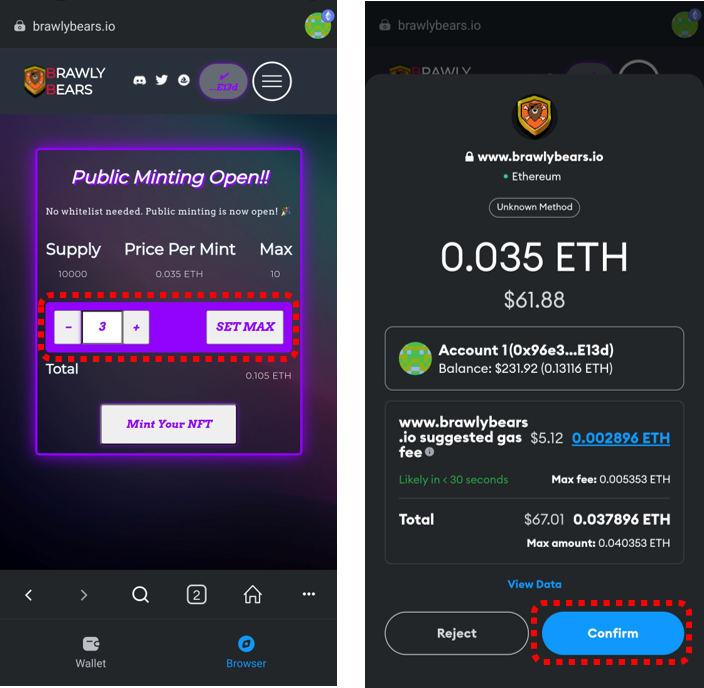 brawlybears.io
BRAWLY
BEARS
...E13d
Public Minting Open!!
No whitelist needed. Public minting is now open! 🎉
Supply Price Per Mint Max
10000 0.035 ETH 10
- 3 + SET MAX
Total
0.105 ETH
Mint Your NFT
2
Wallet Browser
brawlybears.io
BRAWLY
www.brawlybears.io
Ethereum
Unknown Method
0.035 ETH
$61.88
Account 1(0x96e3...E13d)
Balance: $231.92 (0.13116 ETH)
www.brawlybears
.io suggested gas $5.12 0.002896 ETH
fee
Likely in < 30 seconds Max fee: 0.005353 ETH
Total $67.01 0.037896 ETH
Max amount: 0.040353 ETH
View Data
Reject Confirm